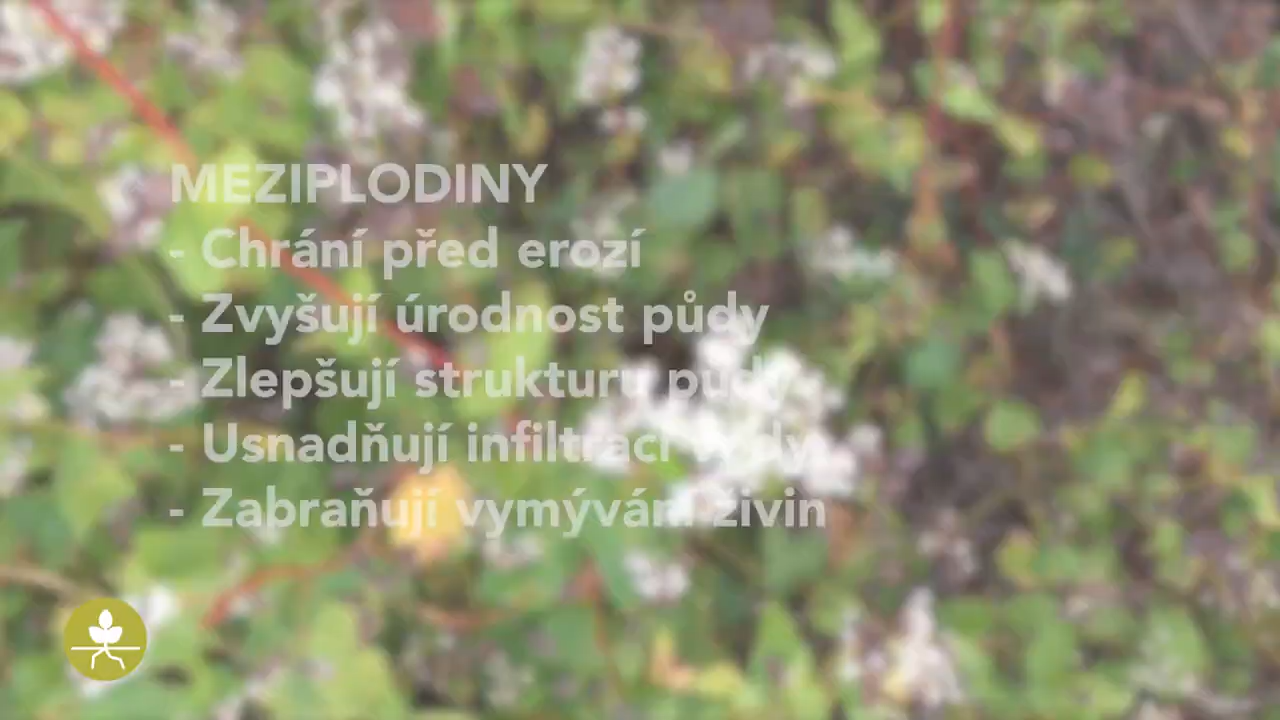 MEZIPLODINY
- Chrání před erozí
- Zvyšují úrodnost půdy
- Zlepšují strukturu půdy
- Usnadňují infiltraci vody
- Zabraňují vymývání živin